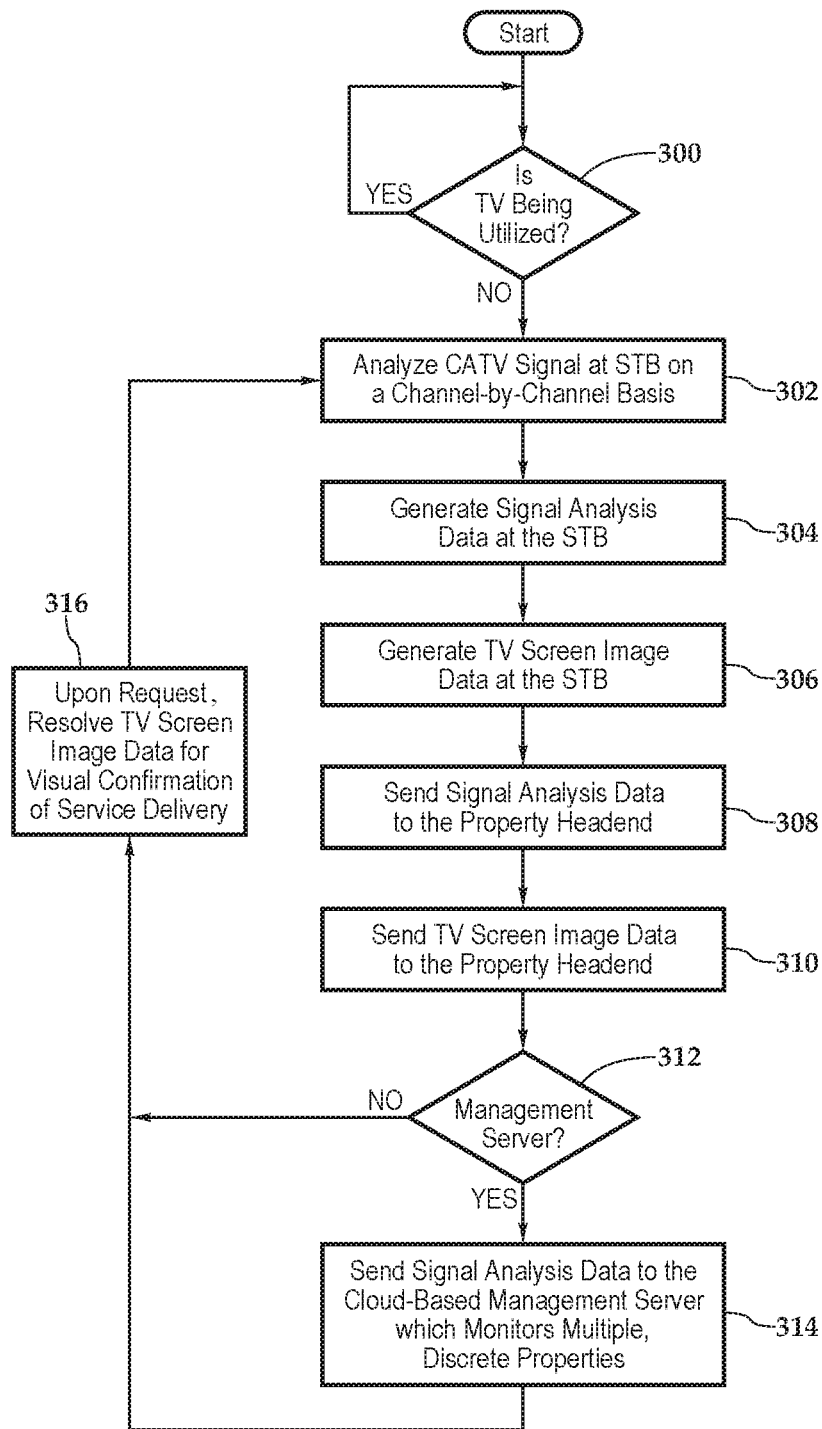 Start
300
Is
TV Being
Utilized?
YES
NO
Analyze CATV Signal at STB on
a Channel-by-Channel Basis
302
Generate Signal Analysis
Data at the STB
304
316
Generate TV Screen Image
Data at the STB
306
Upon Request,
Resolve TV Screen
Image Data for
Visual Confirmation
of Service Delivery
Send Signal Analysis Data
to the Property Headend
308
Send TV Screen Image Data
to the Property Headend
310
312
NO
Management
Server?
YES
Send Signal Analysis Data to the
Cloud-Based Management Server
which Monitors Multiple,
Discrete Properties
314